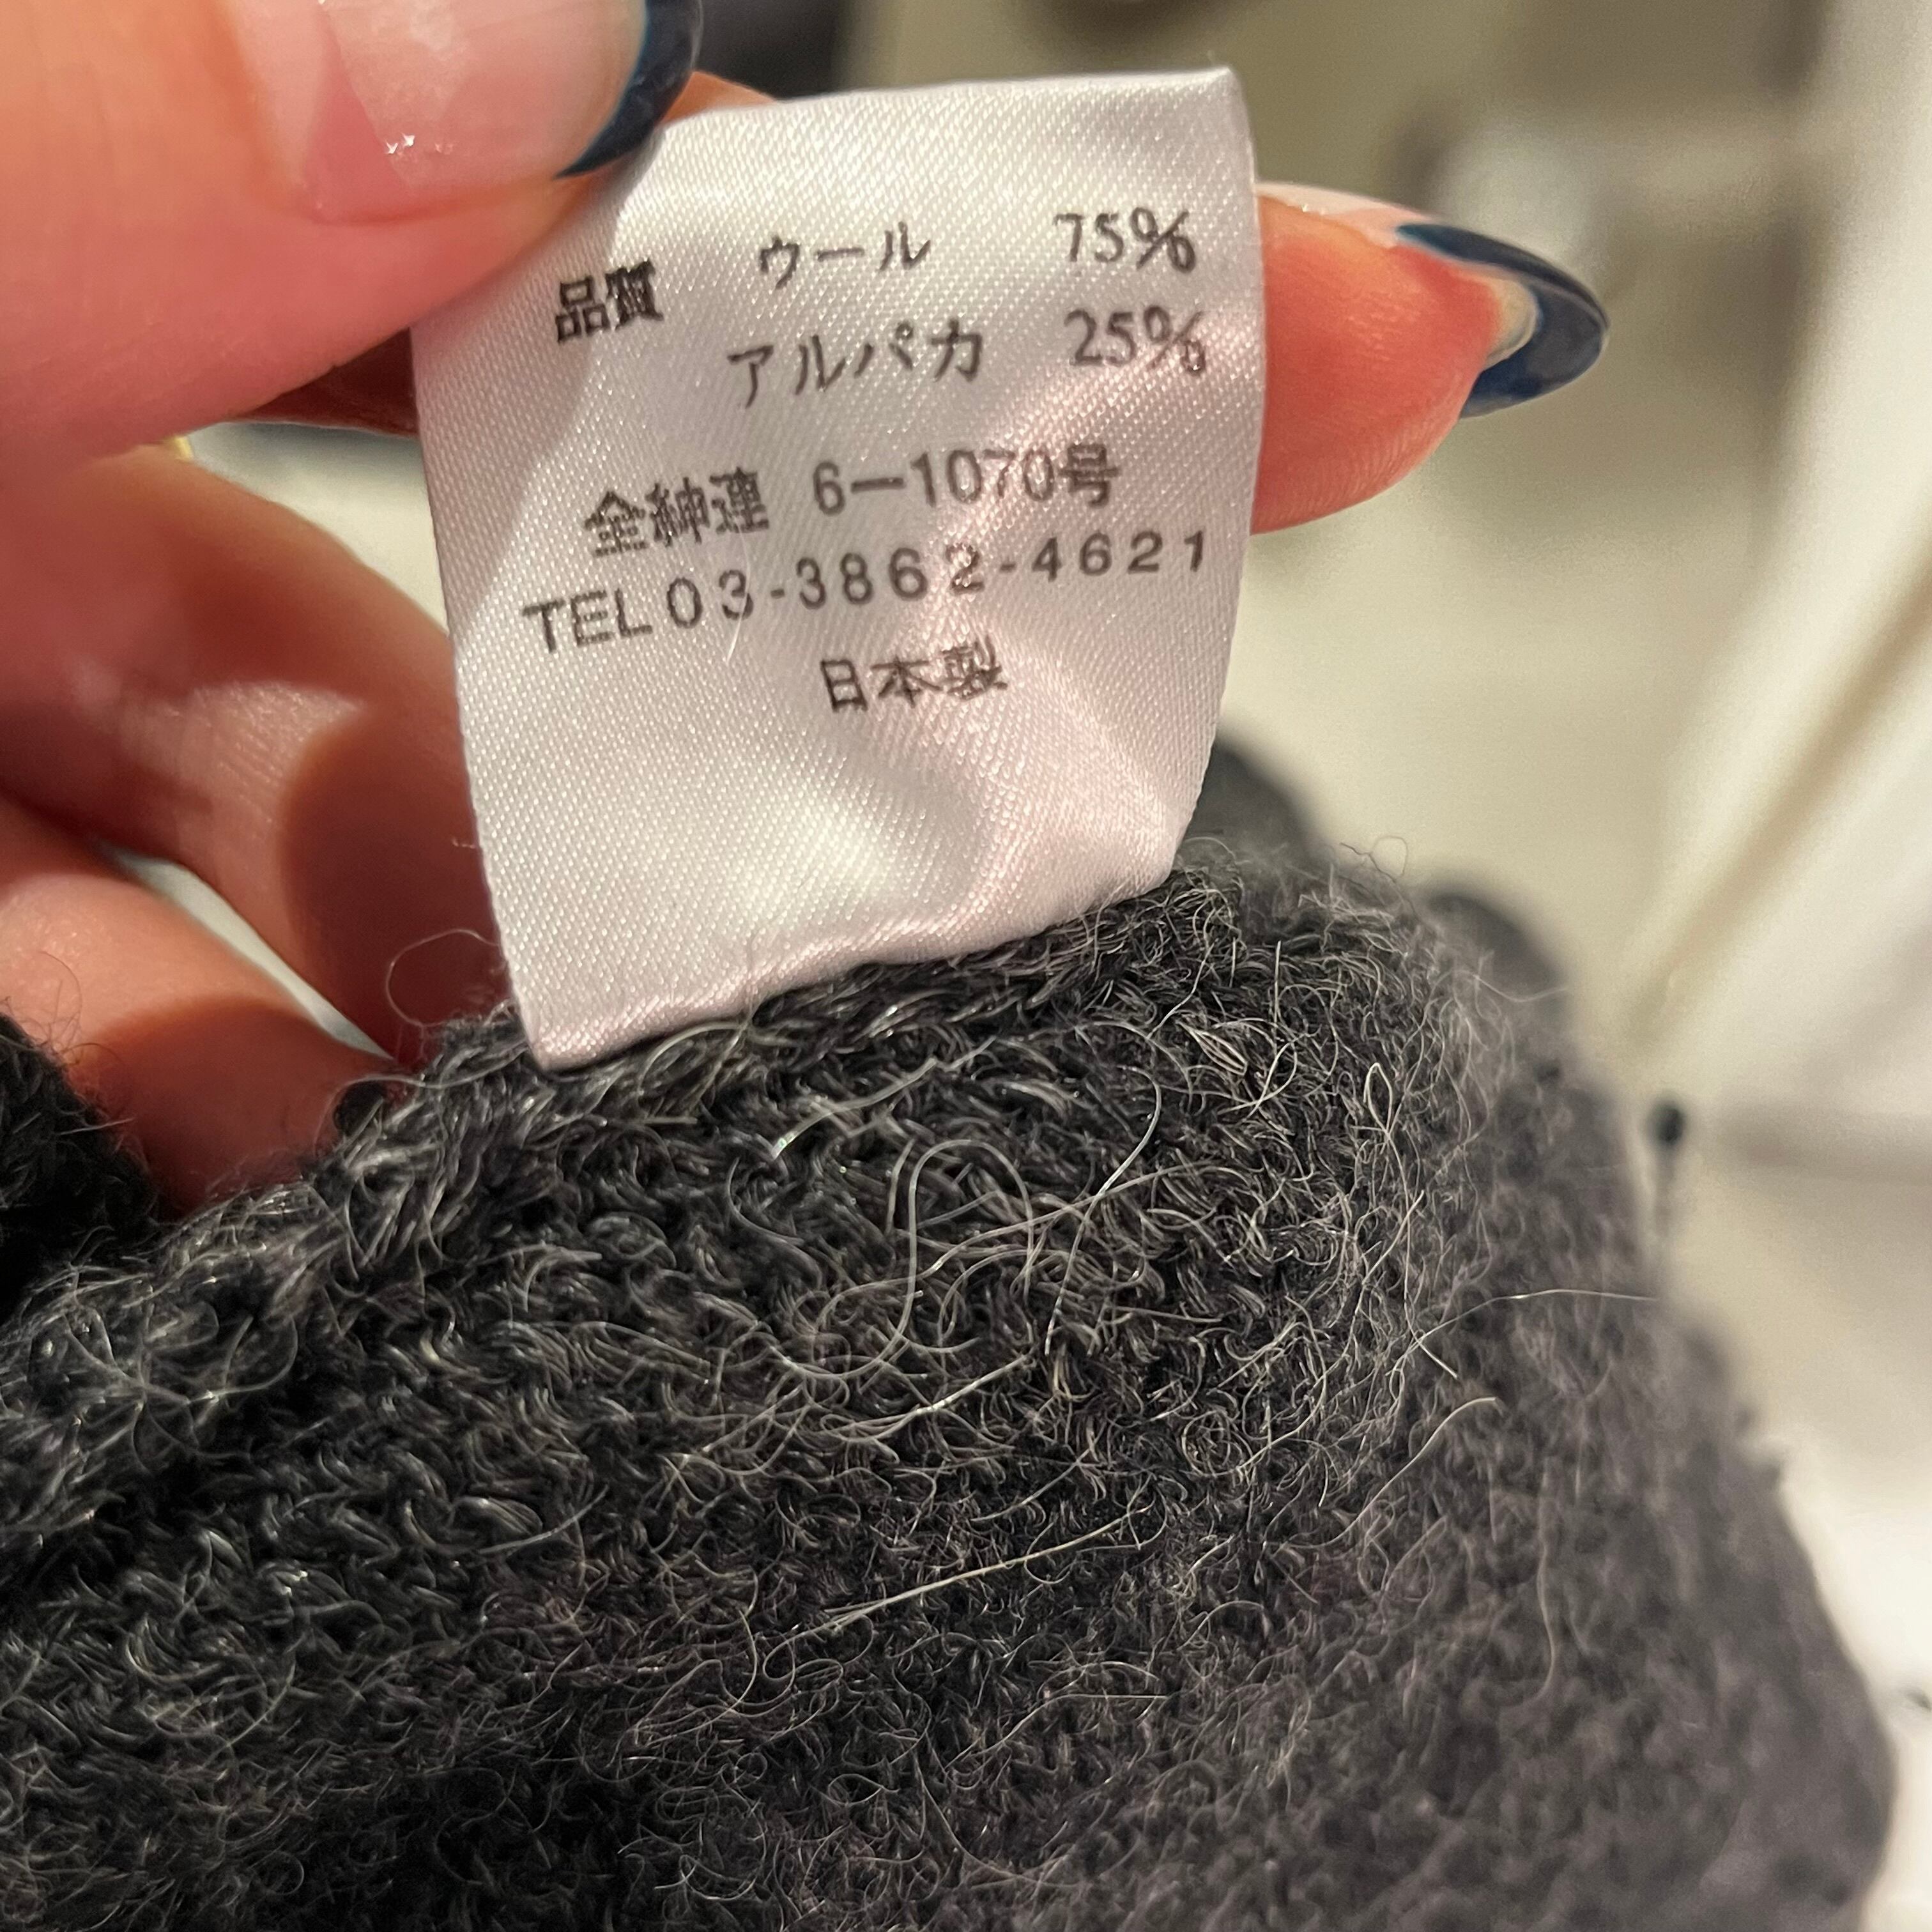 品質 ウール 75%
アルパカ 25%
全紳連 6ー1070号
TEL03-3862-4621
日本製